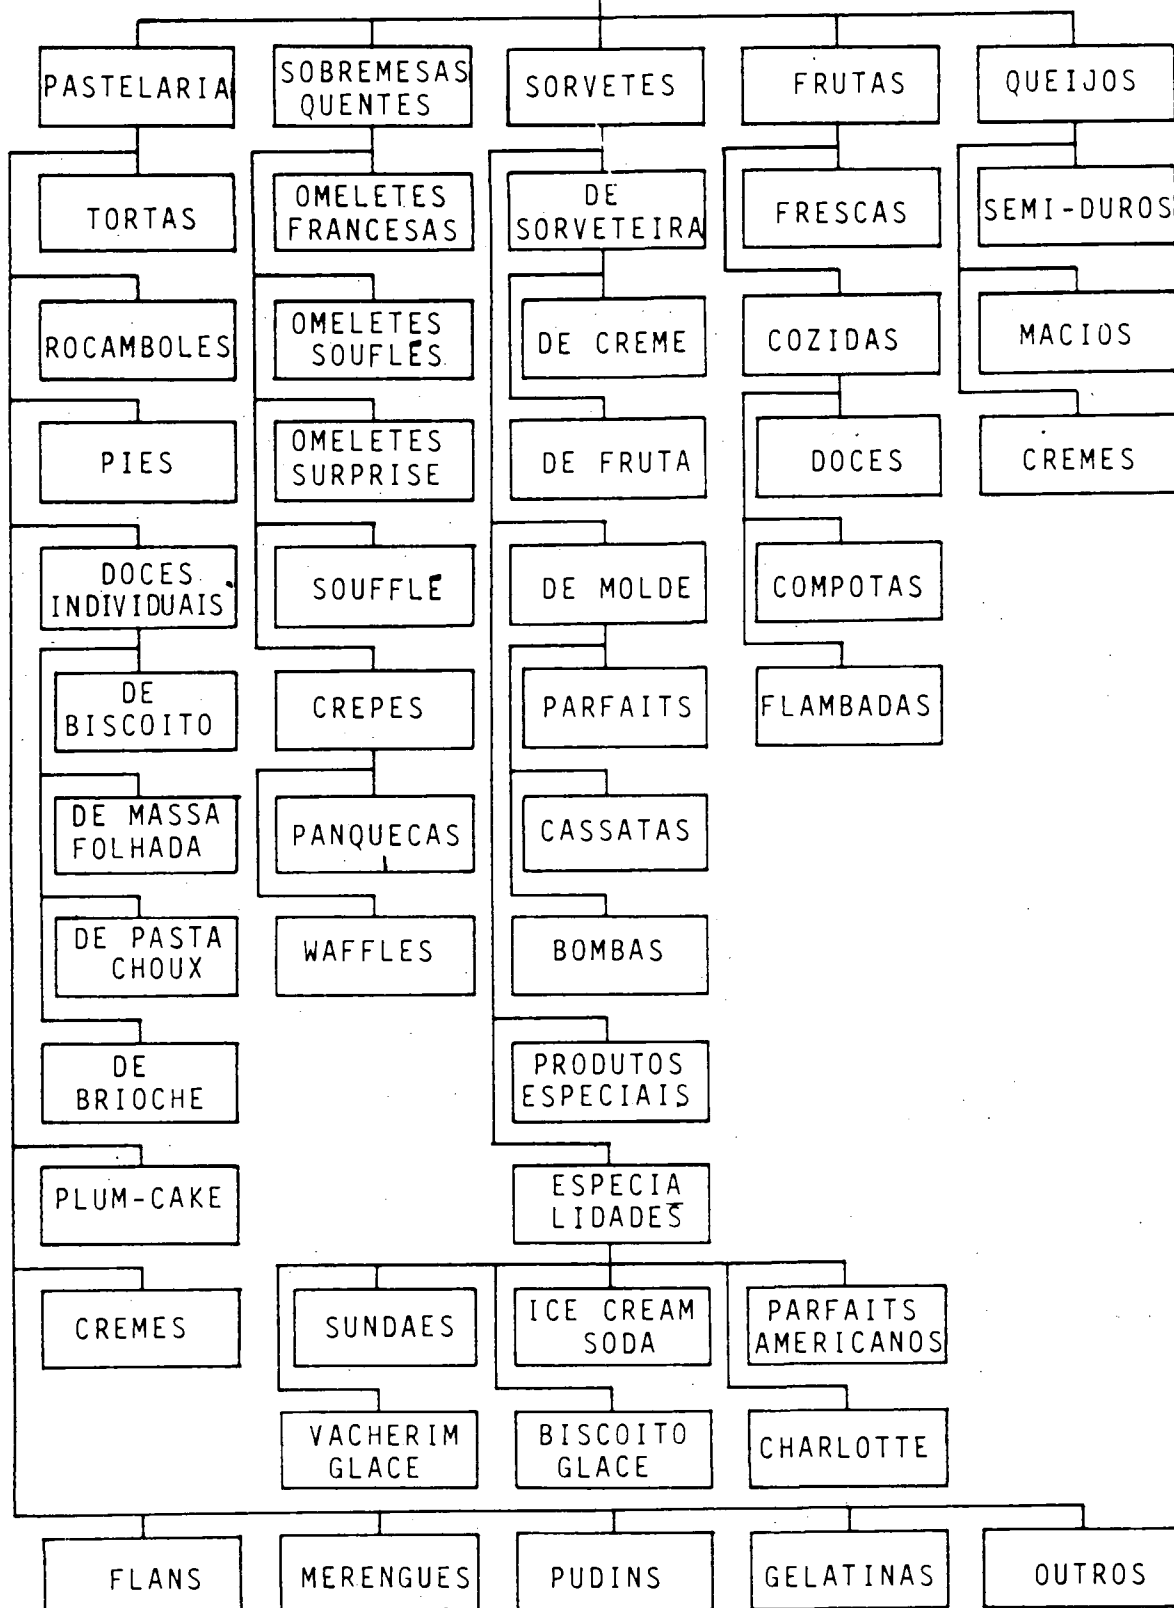 PASTELARIA
SOBREMESAS
QUENTES
SORVETES
FRUTAS
QUEIJOS
TORTAS
OMELETES
FRANCESAS
DE
SORVETEIRA
FRESCAS
SEMI-DUROS
ROCAMBOLES
OMELETES
SOUFLÉS
DE CREME
COZIDAS
MACIOS
PIES
OMELETES
SURPRISE
DE FRUTA
DOCES
CREMES
DOCES
INDIVIDUAIS
SOUFFLÉ
DE MOLDE
COMPOTAS
DE
BISCOITO
CREPES
PARFAITS
FLAMBADAS
DE MASSA
FOLHADA
PANQUECAS
CASSATAS
DE PASTA
CHOUX
WAFFLES
BOMBAS
DE
BRIOCHE
PRODUTOS
ESPECIAIS
PLUM-CAKE
ESPECIA
LIDADES
CREMES
SUNDAES
ICE CREAM
SODA
PARFAITS
AMERICANOS
VACHERIM
GLACE
BISCOITO
GLACE
CHARLOTTE
FLANS
MERENGUES
PUDINS
GELATINAS
OUTROS